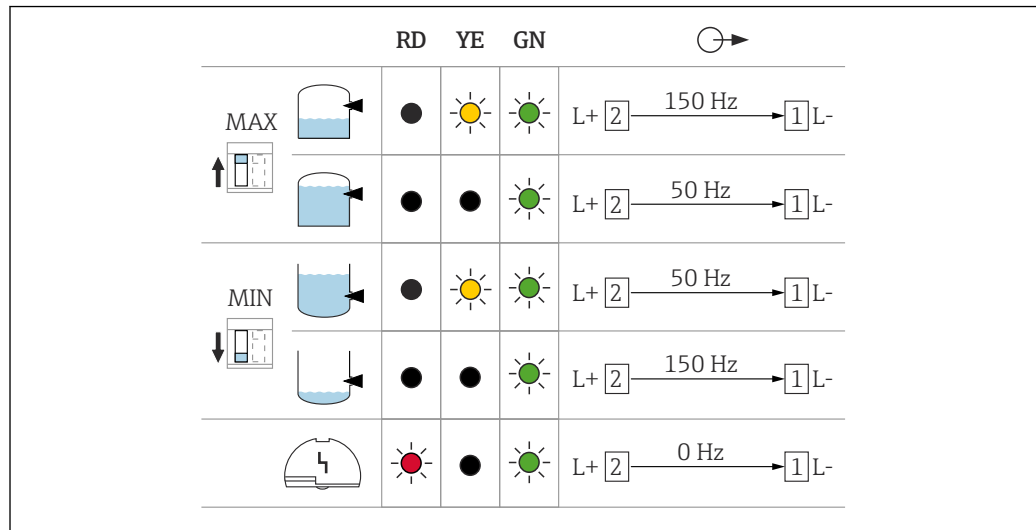 RD YE GN
MAX
L+ 2 150 Hz 1 L-
L+ 2 50 Hz 1 L-
MIN
L+ 2 50 Hz 1 L-
L+ 2 150 Hz 1 L-
L+ 2 0 Hz 1 L-